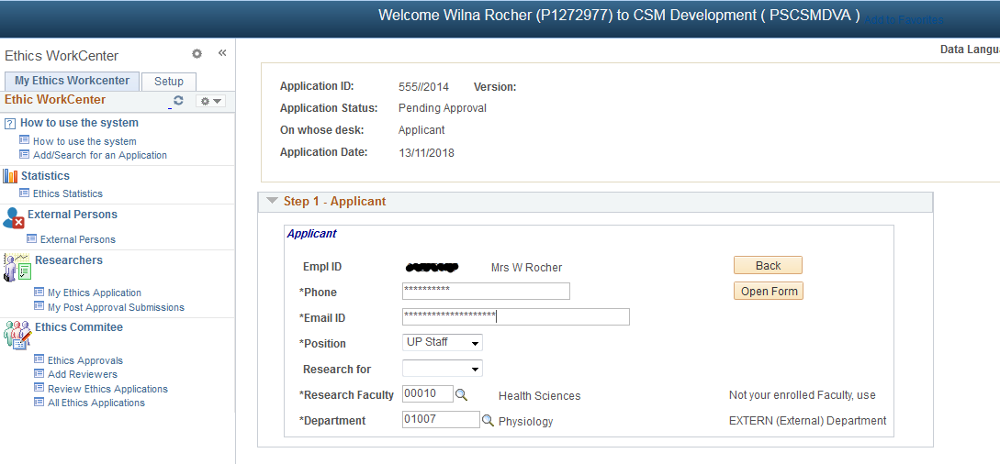 Welcome Wilna Rocher (P1272977) to CSM Development ( PSCSMDVA )
Add to Favorites
Ethics WorkCenter
«
Data Langu
My Ethics Workcenter
Setup
Ethic WorkCenter
How to use the system
How to use the system
Add/Search for an Application
Statistics
Ethics Statistics
External Persons
External Persons
Researchers
My Ethics Application
My Post Approval Submissions
Ethics Commitee
Ethics Approvals
Add Reviewers
Review Ethics Applications
All Ethics Applications
Application ID: 555//2014 Version:
Application Status: Pending Approval
On whose desk: Applicant
Application Date: 13/11/2018
Step 1 - Applicant
Applicant
Empl ID Mrs W Rocher Back
*Phone ********** Open Form
*Email ID ********************
*Position UP Staff
Research for
*Research Faculty 00010 Health Sciences Not your enrolled Faculty, use
*Department 01007 Physiology EXTERN (External) Department